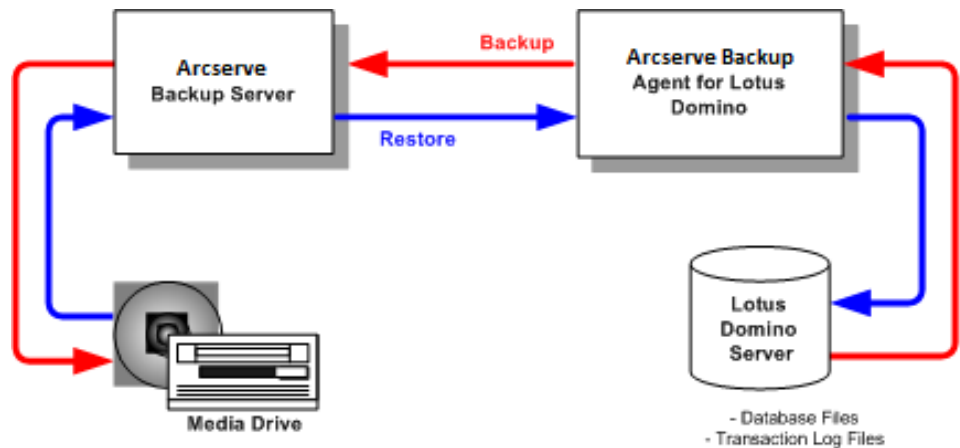 Arcserve
Backup Server
Backup
Restore
Arcserve Backup
Agent for Lotus
Domino
Media Drive
Lotus
Domino
Server
- Database Files
- Transaction Log Files